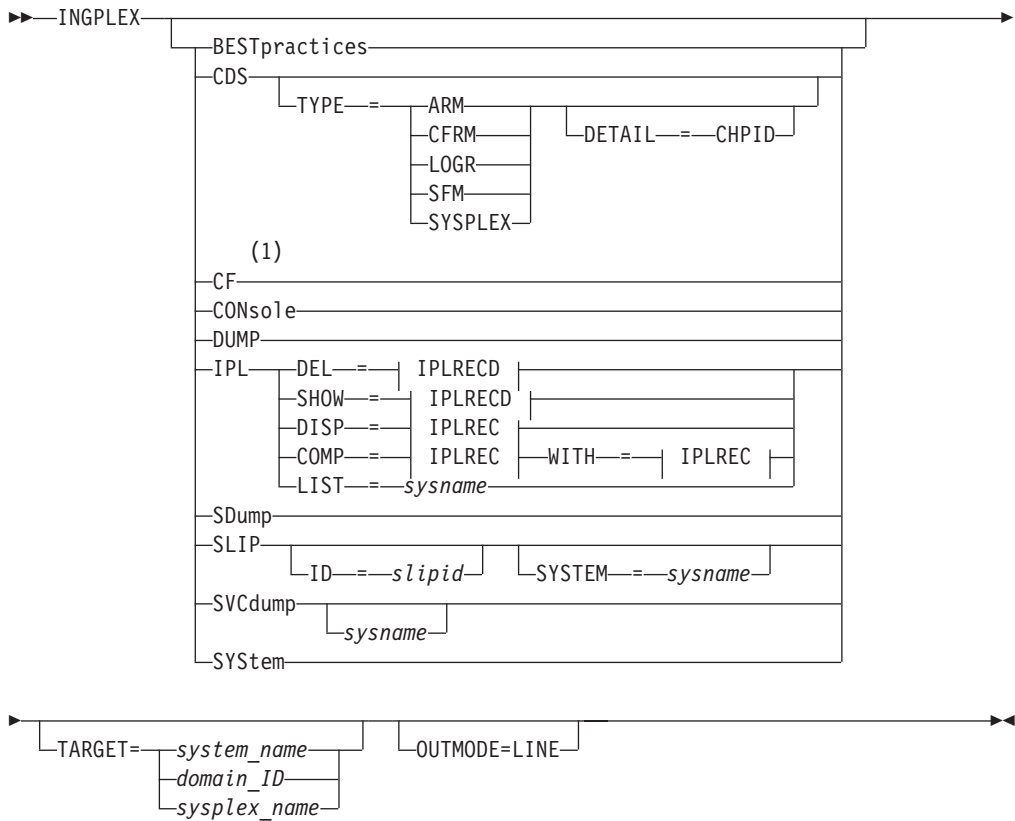 INGPLEX
BESTpractices
CDS
TYPE = ARM
CFRM DETAIL = CHPID
LOGR
SFM
SYSPLEX
(1)
CF
CONsole
DUMP
IPL DEL = IPLRECD
SHOW = IPLRECD
DISP = IPLREC
COMP = IPLREC WITH = IPLREC
LIST = sysname
SDump
SLIP
ID = slipid SYSTEM = sysname
SVCdump
sysname
SYStem
TARGET= system_name OUTMODE=LINE
domain_ID
sysplex_name